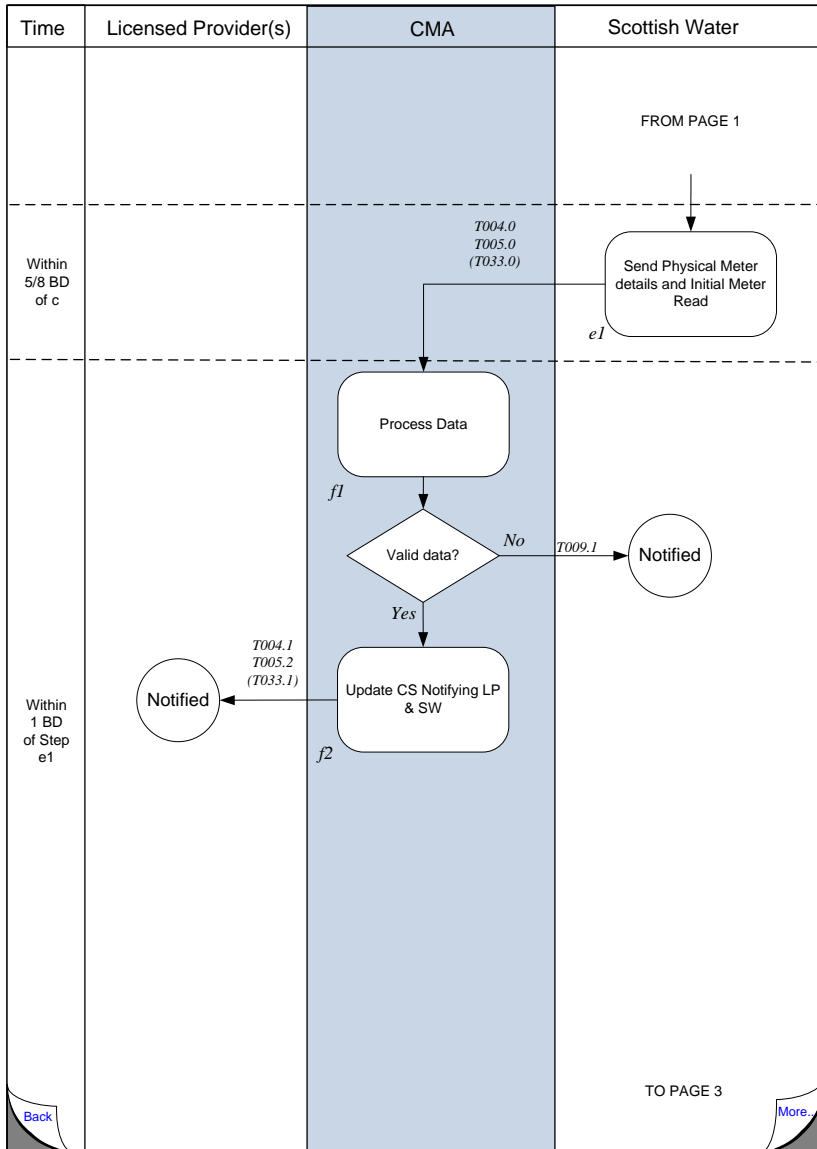 Time
Licensed Provider(s)
CMA
Scottish Water
FROM PAGE 1
Within
5/8 BD
of c
T004.0
T005.0
(T033.0)
Send Physical Meter
details and Initial Meter
Read
e1
Process Data
f1
Valid data?
No
T009.1
Notified
Yes
T004.1
T005.2
(T033.1)
Notified
Update CS Notifying LP
& SW
f2
Within
1 BD
of Step
e1
TO PAGE 3
Back
More..